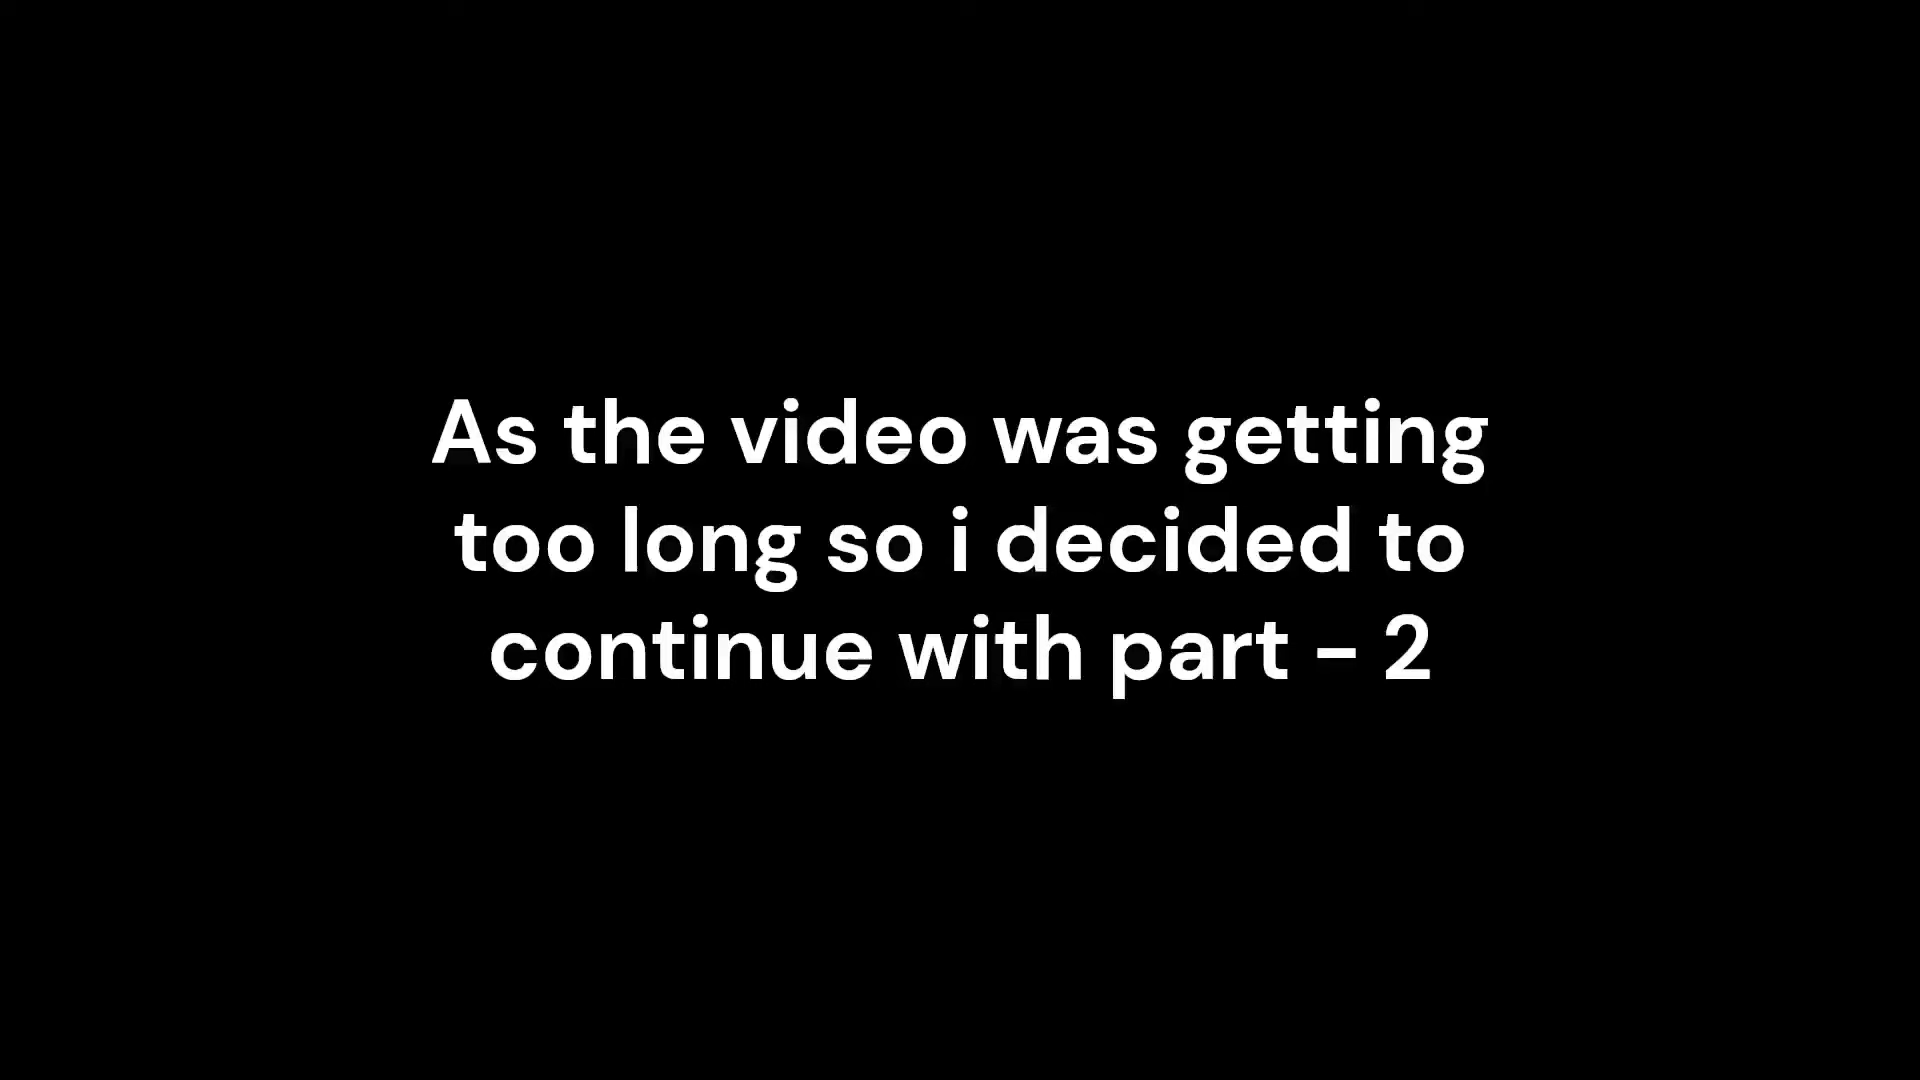 As the video was getting
too long so i decided to
continue with part - 2